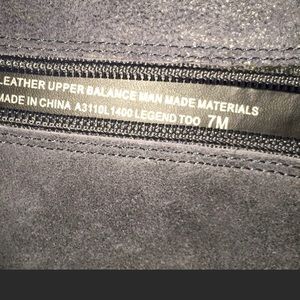 LEATHER UPPER BALANCE MAN MADE MATERIALS
MADE IN CHINA A3110L1400 LEGEND TOO 7M